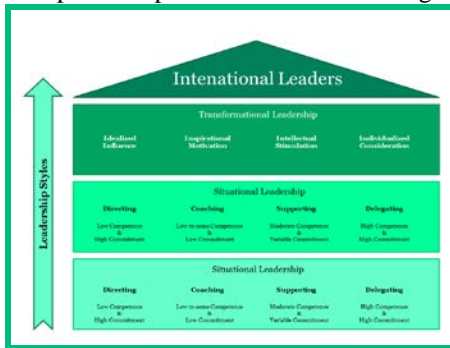 Intenational Leaders
Leadership Styles
Transformational Leadership
Idealized Inspirational Intellectual Individualized
Influence Motivation Stimulation Consideration
Situational Leadership
Directing Coaching Supporting Delegating
Low Competence Low to some Competence Moderate Competence High Competence
& & & &
High Commitment Low Commitment Variable Commitment High Commitment
Situational Leadership
Directing Coaching Supporting Delegating
Low Competence Low to some Competence Moderate Competence High Competence
& & & &
High Commitment Low Commitment Variable Commitment High Commitment